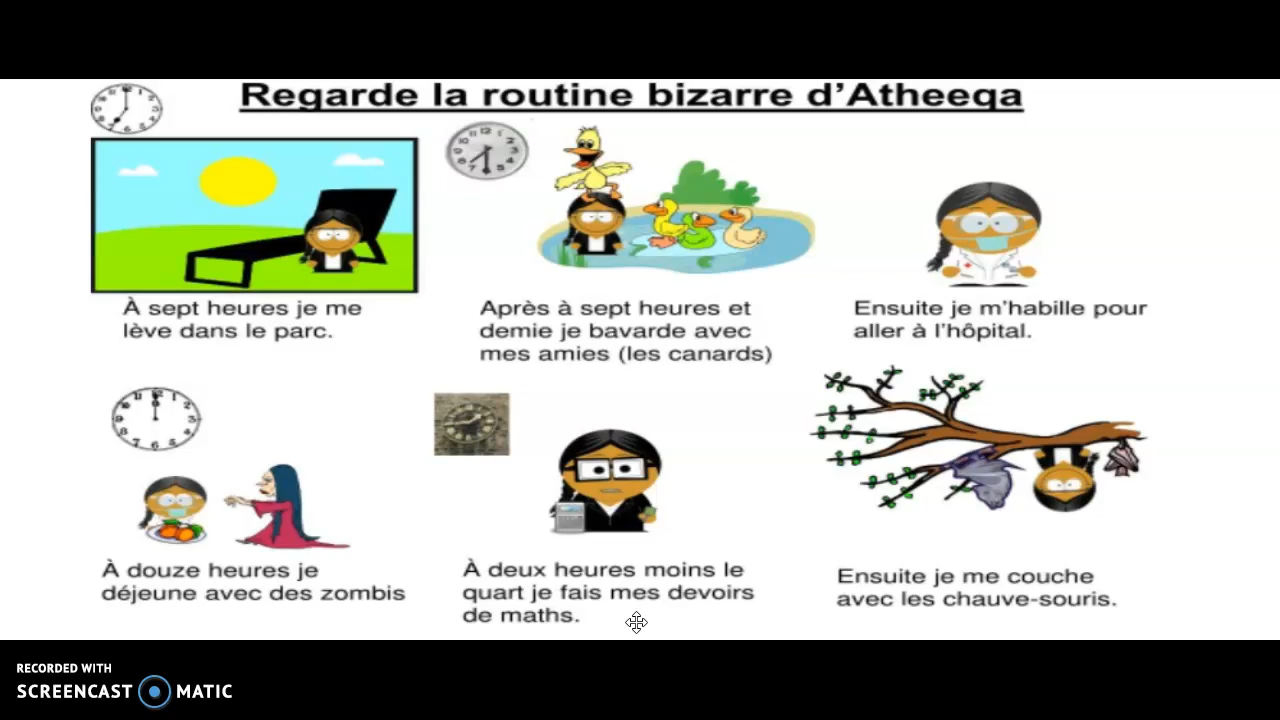 Regarde la routine bizarre d'Atheeqa
À sept heures je me
lève dans le parc.
Après à sept heures et
demie je bavarde avec
mes amies (les canards)
Ensuite je m'habille pour
aller à l'hôpital.
À douze heures je
déjeune avec des zombis
À deux heures moins le
quart je fais mes devoirs
de maths.
Ensuite je me couche
avec les chauve-souris.
RECORDED WITH
SCREENCAST MATIC